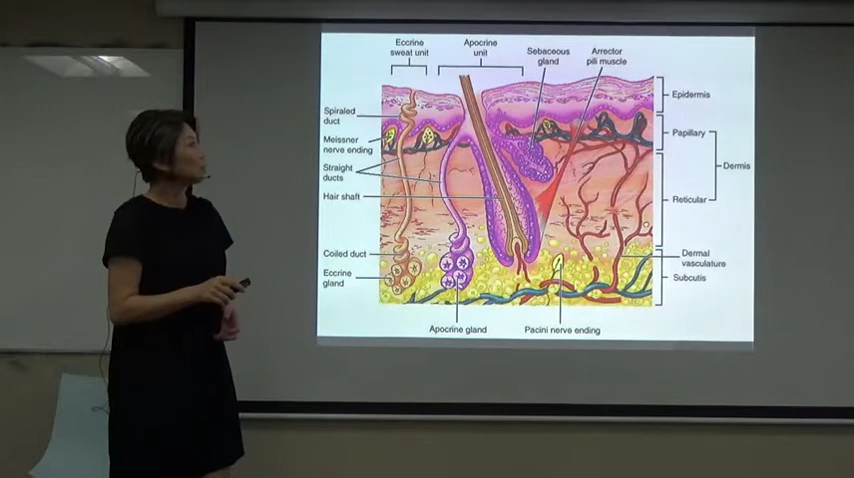 Eccrine
sweat unit
Apocrine
unit
Sebaceous
gland
Arrector
pili muscle
Spiraled
duct
Meissner
nerve ending
Straight
ducts
Hair shaft
Coiled duct
Eccrine
gland
Epidermis
Papillary
Dermis
Reticular
Dermal
vasculature
Subcutis
Apocrine gland
Pacini nerve ending